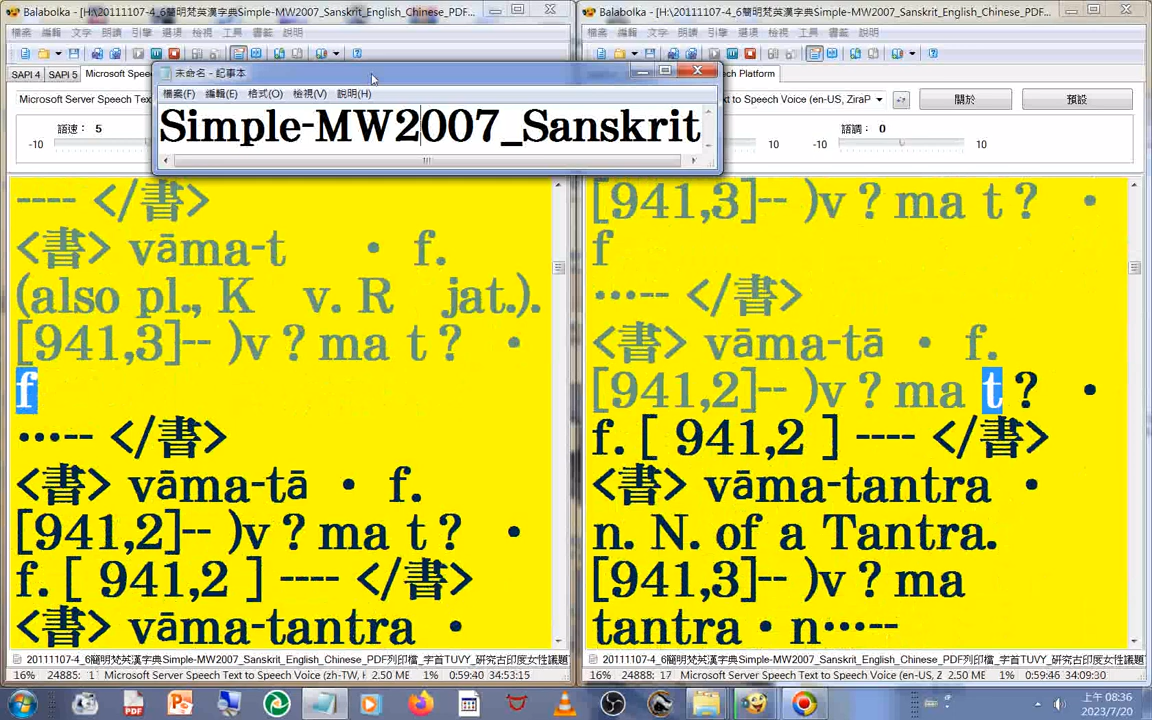 Balabolka - [H:\20111107-4_6簡明梵英漢字典Simple-MW2007_Sanskrit_English_Chinese_PDF...
檔案 編輯 文字 朗讀 引擎 選項 檢視 工具 書籤 說明
SAPI 4 SAPI 5 Microsoft Spee
Microsoft Server Speech Text
語速： 5
-10
---- </書>
<書> vāma-t • f.
(also pl., K v. R jat.).
[941,3]-- )v ? ma t ? •
f
…-- </書>
<書> vāma-tā • f.
[941,2]-- )v ? ma t ? •
f. [ 941,2 ] ---- </書>
<書> vāma-tantra •
20111107-4_6簡明梵英漢字典Simple-MW2007_Sanskrit_English_Chinese_PDF列印檔_字首TUVY_研究古印度女性議題
16% 24885: 1 Microsoft Server Speech Text to Speech Voice (zh-TW, H 2.50 MB 1% 0:59:40 34:53:15
未命名 - 記事本
檔案(F) 編輯(E) 格式(O) 檢視(V) 說明(H)
Simple-MW2007_Sanskrit
Balabolka - [H:\20111107-4_6簡明梵英漢字典Simple-MW2007_Sanskrit_English_Chinese_PDF...
檔案 編輯 文字 朗讀 引擎 選項 檢視 工具 書籤 說明
ech Platform
t to Speech Voice (en-US, ZiraP
關於 預設
語調： 0
10 -10 10
[941,3]-- )v ? ma t ? •
f
…-- </書>
<書> vāma-tā • f.
[941,2]-- )v ? ma t ? •
f. [ 941,2 ] ---- </書>
<書> vāma-tantra •
n. N. of a Tantra.
[941,3]-- )v ? ma
tantra • n…--
20111107-4_6簡明梵英漢字典Simple-MW2007_Sanskrit_English_Chinese_PDF列印檔_字首TUVY_研究古印度女性議題
16% 24888: 17 Microsoft Server Speech Text to Speech Voice (en-US, Z 2.50 MB 1% 0:59:46 34:09:30
上午 08:36
2023/7/20